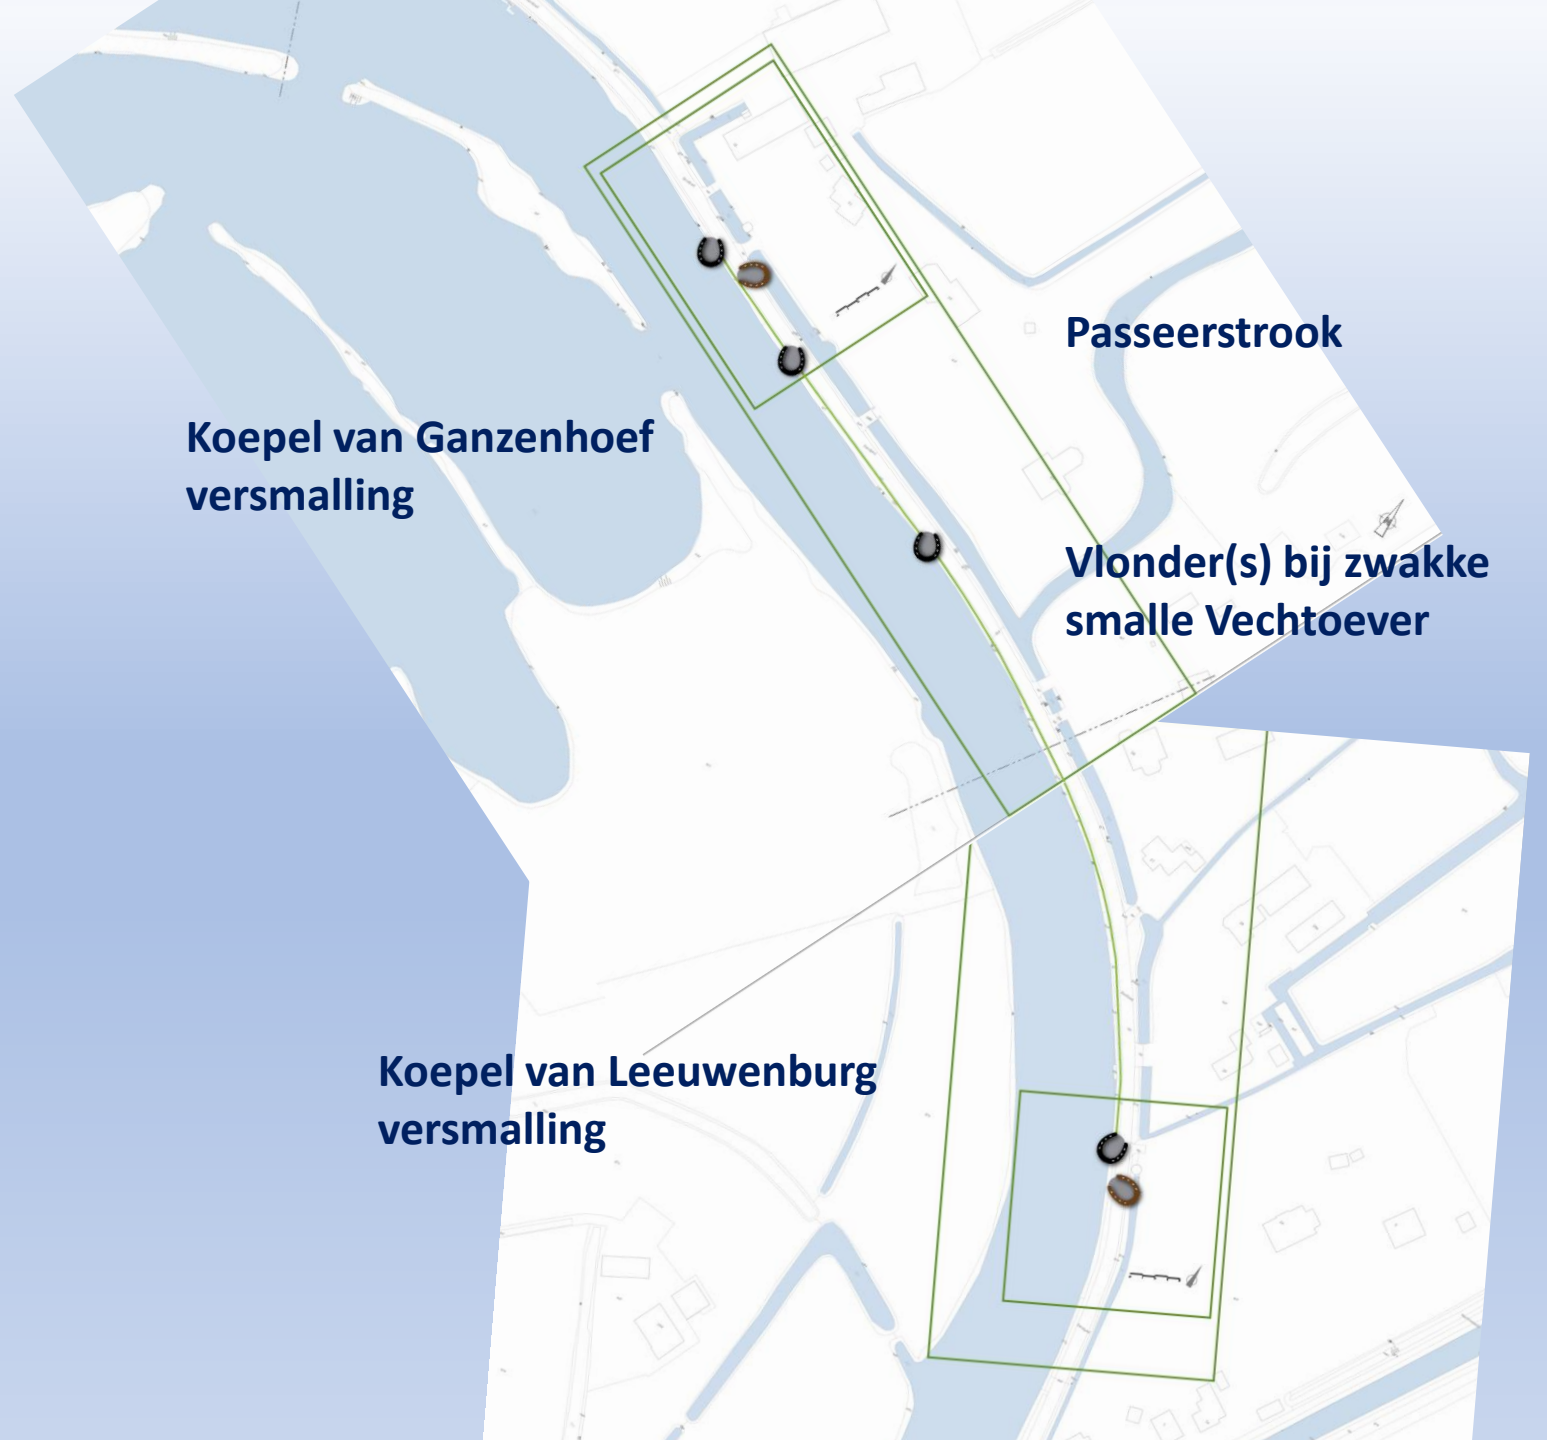 Passeerstrook
Koepel van Ganzenhoef
versmalling
Vlonder(s) bij zwakke
smalle Vechtoever
Koepel van Leeuwenburg
versmalling